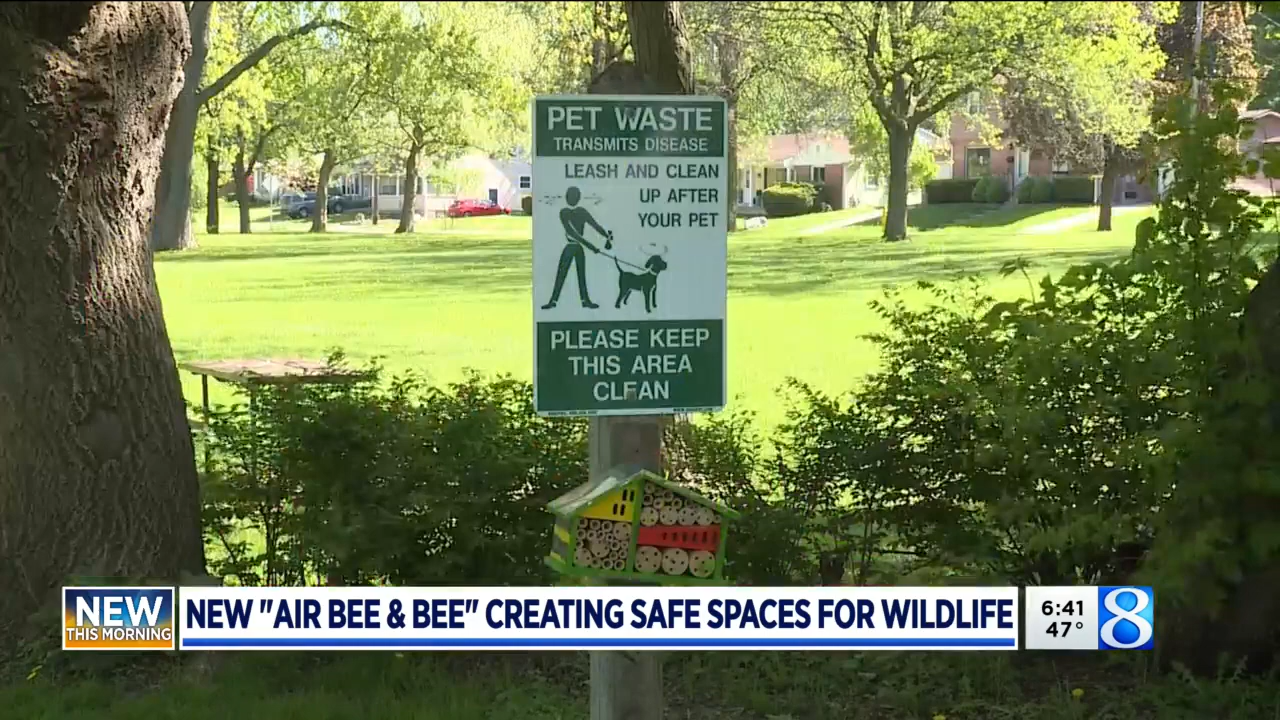 PET WASTE
TRANSMITS DISEASE
LEASH AND CLEAN
UP AFTER
YOUR PET
PLEASE KEEP
THIS AREA
CLEAN
NEW
THIS MORNING
NEW "AIR BEE & BEE" CREATING SAFE SPACES FOR WILDLIFE
6:41
47°
8